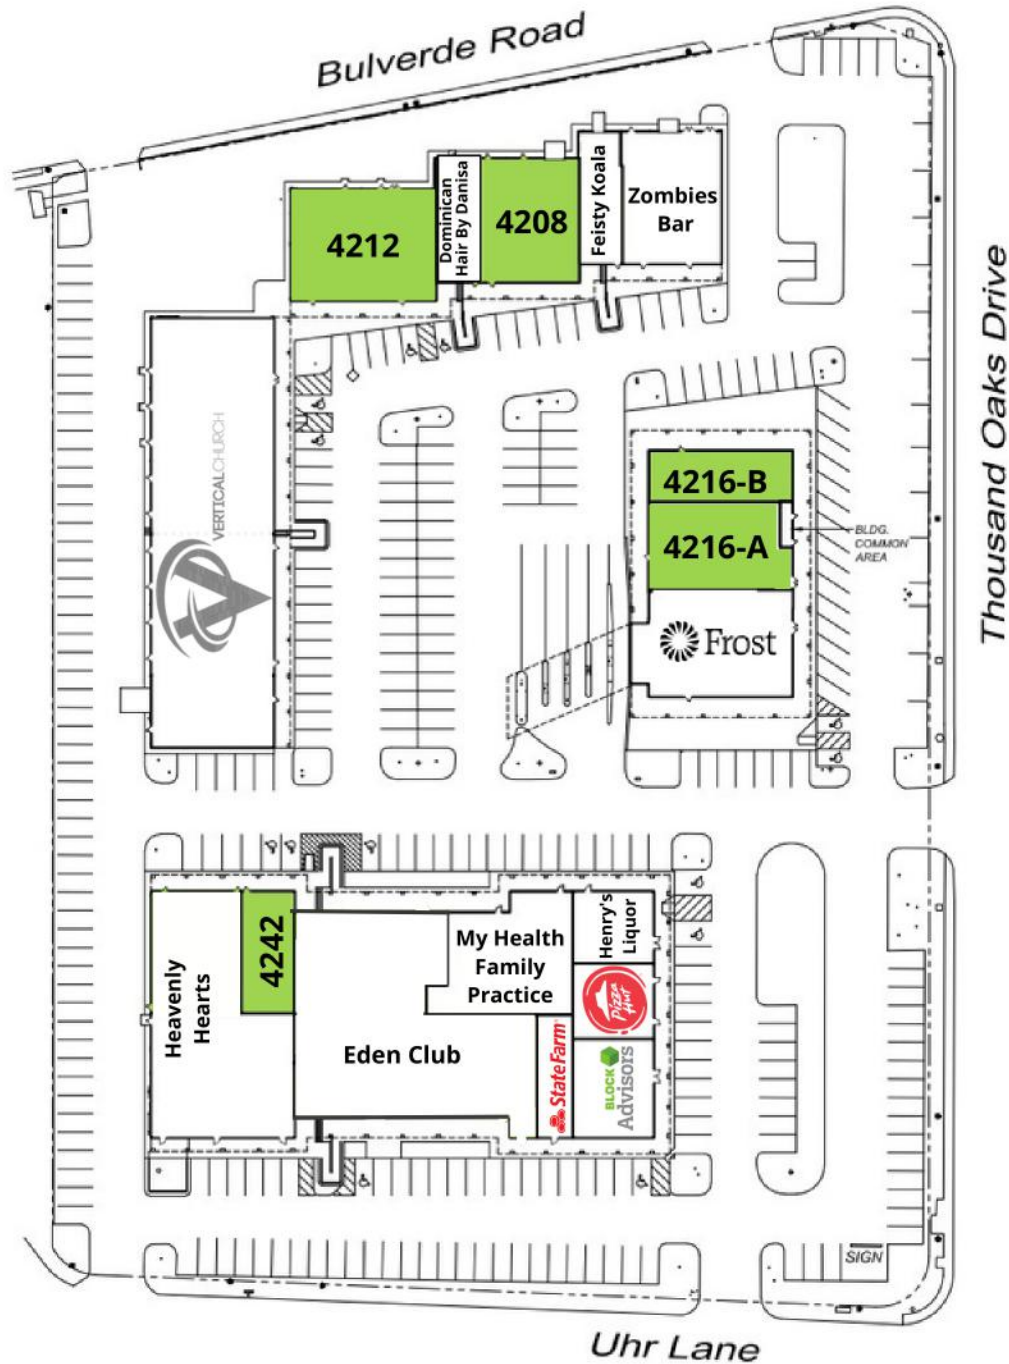 Bulverde Road
4212
Dominican
Hair By Danisa
4208
Feisty Koala
Zombies
Bar
Thousand Oaks Drive
VERTICALCHURCH
4216-B
4216-A
BLDG.
COMMON
AREA
Frost
Heavenly
Hearts
4242
Eden Club
My Health
Family
Practice
Henry's
Liquor
Pizza
Hut
State Farm
BLOCK
Advisors
SIGN
Uhr Lane